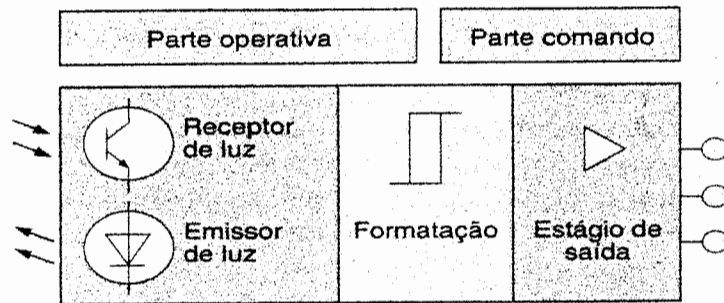 Parte operativa
Parte comando
Receptor
de luz
Emissor
de luz
Formatação
Estágio de
saída